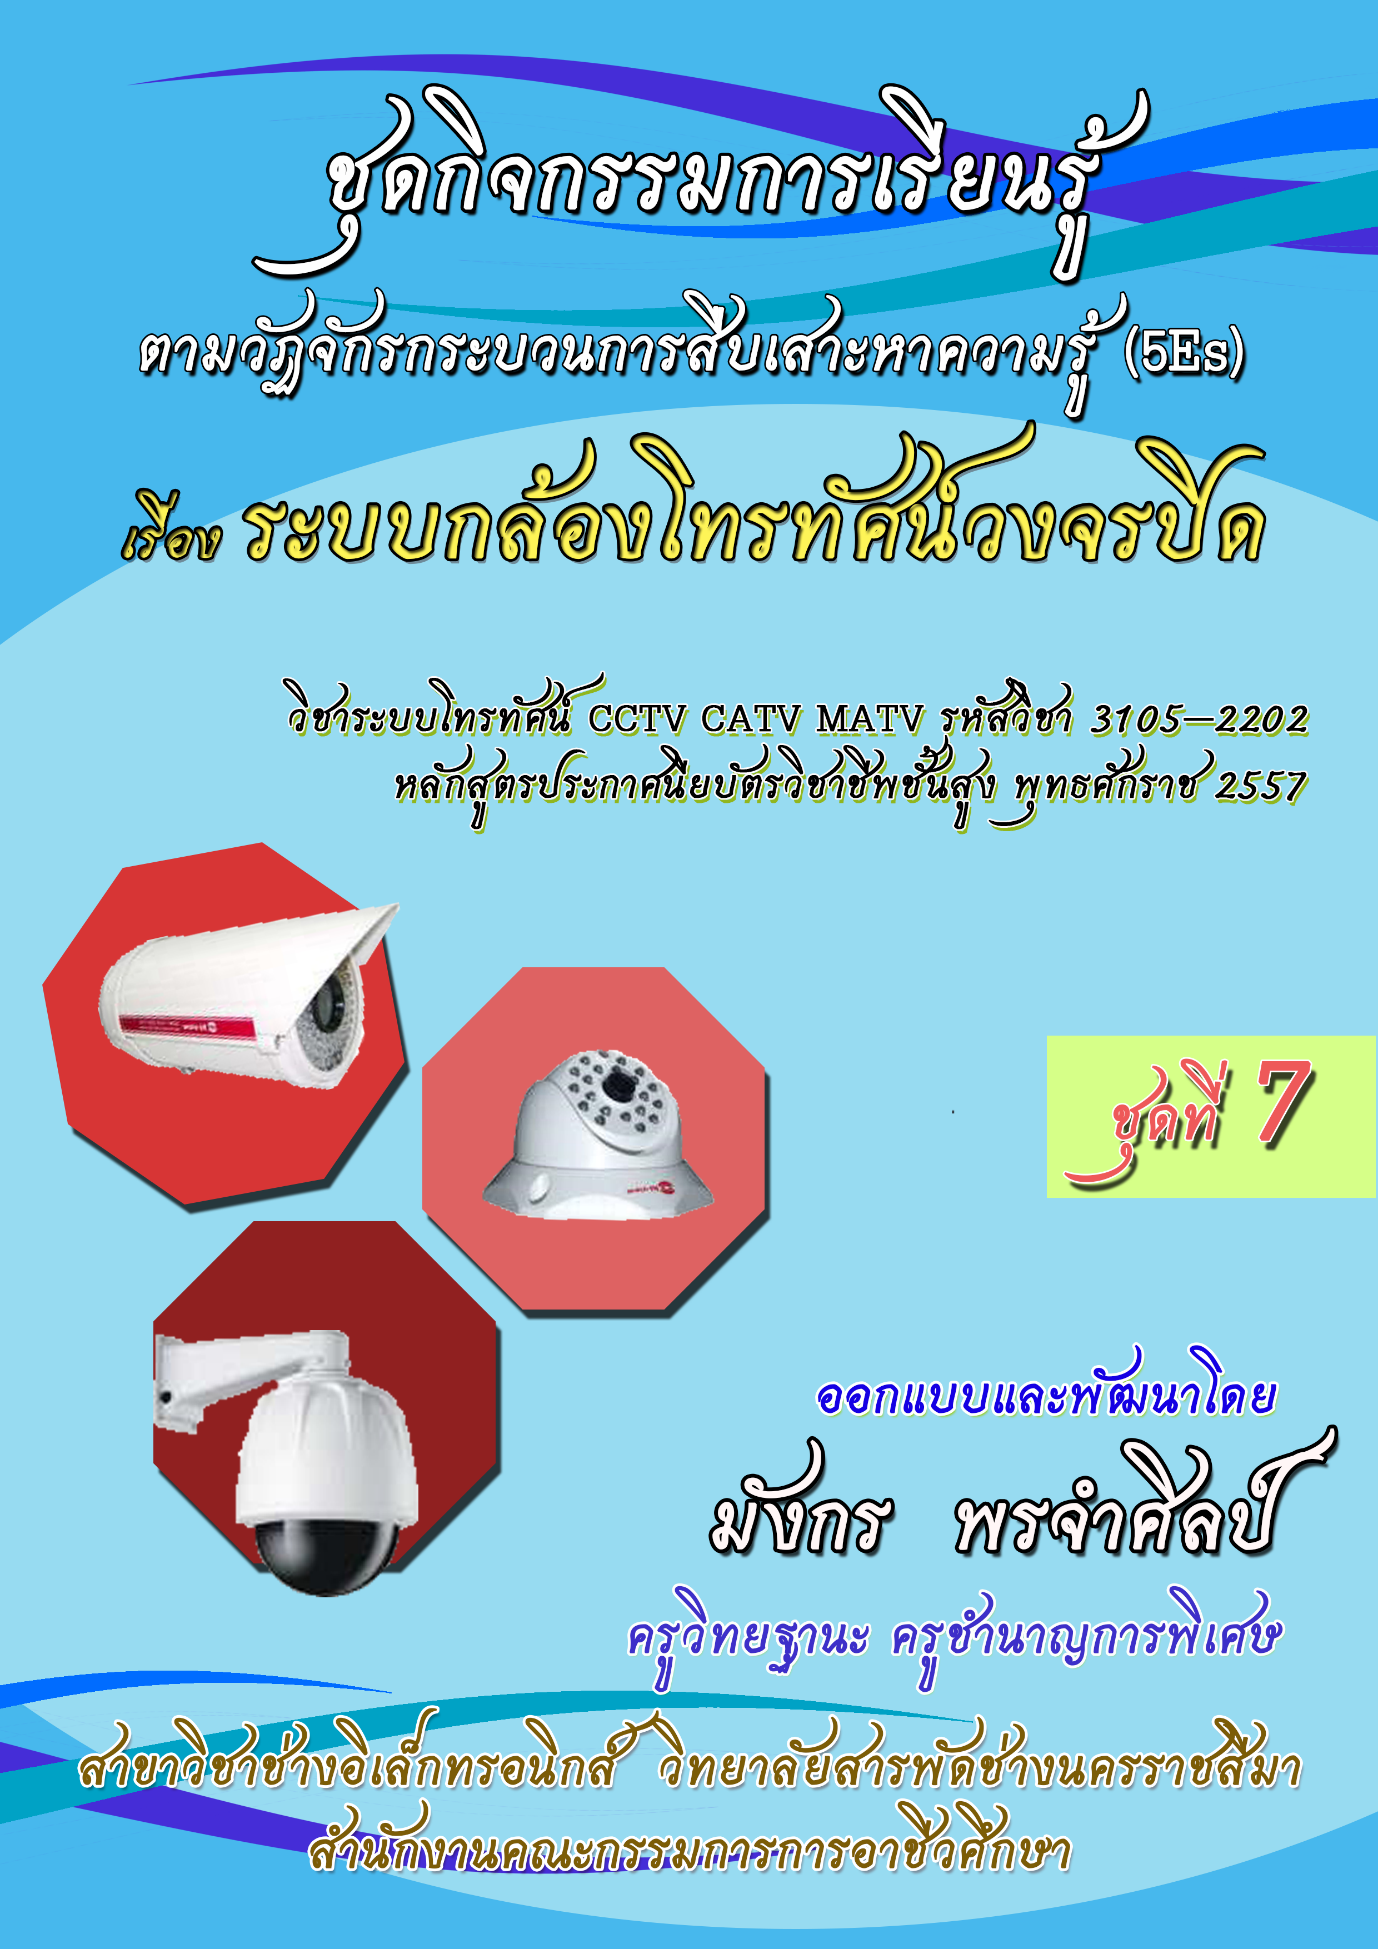 ชุดกิจกรรมการเรียนรู้
ตามวัฏจักรกระบวนการสืบเสาะหาความรู้ (5Es)
เรื่อง ระบบกล้องโทรทัศน์วงจรปิด
วิชาระบบโทรทัศน์ CCTV CATV MATV รหัสวิชา 3105-2202
หลักสูตรประกาศนียบัตรวิชาชีพชั้นสูง พุทธศักราช 2557
ชุดที่ 7
ออกแบบและพัฒนาโดย
มังกร พรจำศิลป์
ครูวิทยฐานะ ครูชำนาญการพิเศษ
สาขาวิชาช่างอิเล็กทรอนิกส์ วิทยาลัยสารพัดช่างนครราชสีมา
สำนักงานคณะกรรมการการอาชีวศึกษา